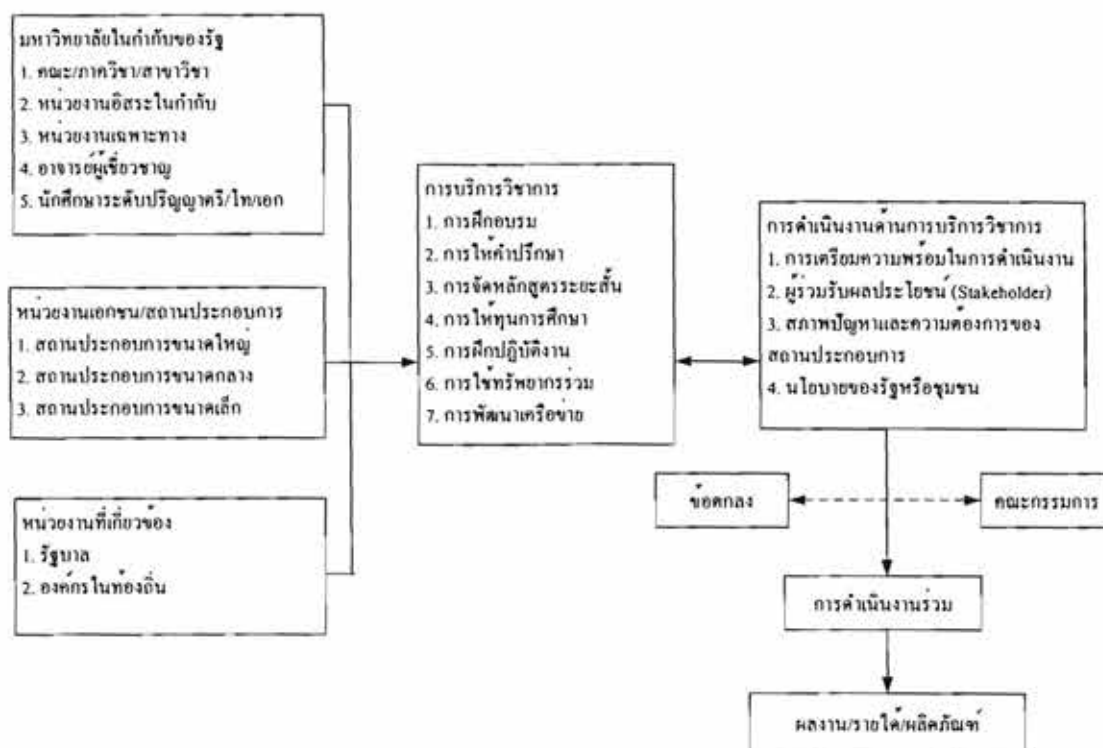 มหาวิทยาลัยในกำกับของรัฐ
1. คณะ/ภาควิชา/สาขาวิชา
2. หน่วยงานอิสระในกำกับ
3. หน่วยงานเฉพาะทาง
4. อาจารย์ผู้เชี่ยวชาญ
5. นักศึกษาระดับปริญญาตรี/โท/เอก
หน่วยงานเอกชน/สถานประกอบการ
1. สถานประกอบการขนาดใหญ่
2. สถานประกอบการขนาดกลาง
3. สถานประกอบการขนาดเล็ก
หน่วยงานที่เกี่ยวข้อง
1. รัฐบาล
2. องค์กรในท้องถิ่น
การบริการวิชาการ
1. การฝึกอบรม
2. การให้คำปรึกษา
3. การจัดหลักสูตรระยะสั้น
4. การให้ทุนการศึกษา
5. การฝึกปฏิบัติงาน
6. การใช้ทรัพยากรร่วม
7. การพัฒนาเครือข่าย
การดำเนินงานด้านการบริการวิชาการ
1. การเตรียมความพร้อมในการดำเนินงาน
2. ผู้ร่วมรับผลประโยชน์ (Stakeholder)
3. สภาพปัญหาและความต้องการของ
สถานประกอบการ
4. นโยบายของรัฐหรือชุมชน
ข้อตกลง
คณะกรรมการ
การดำเนินงานร่วม
ผลงาน/รายได้/ผลิตภัณฑ์